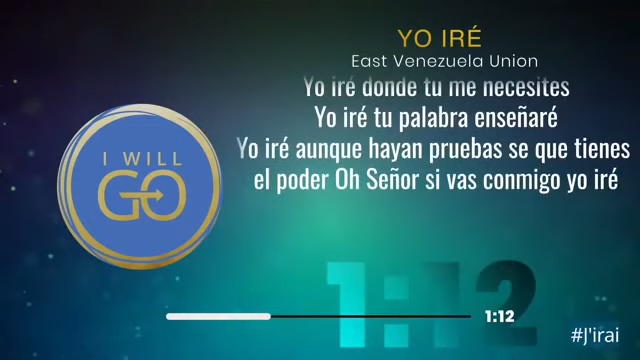 YO IRÉ
East Venezuela Union
Yo iré donde tu me necesites
Yo iré tu palabra enseñaré
Yo iré aunque hayan pruebas se que tienes
el poder Oh Señor si vas conmigo yo iré
I WILL
GO
1:12
1:12
#J'irai